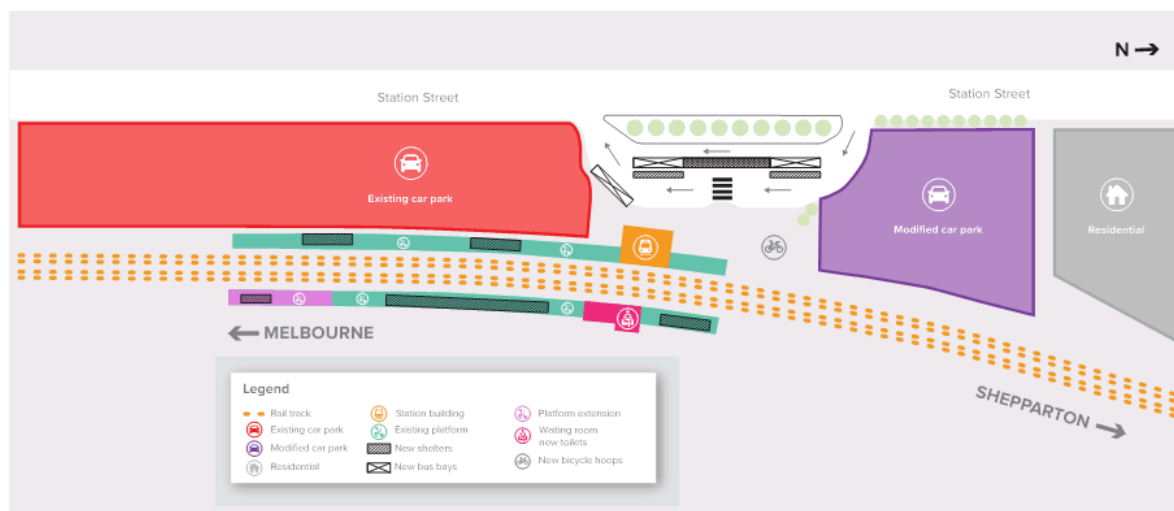 N
Station Street
Station Street
Existing car park
Modified car park
Residential
MELBOURNE
SHEPPARTON
Legend
Rail track
Existing car park
Modified car park
Residential
Station building
Existing platform
New shelters
New bus bays
Platform extension
Waiting room
new toilets
New bicycle hoops